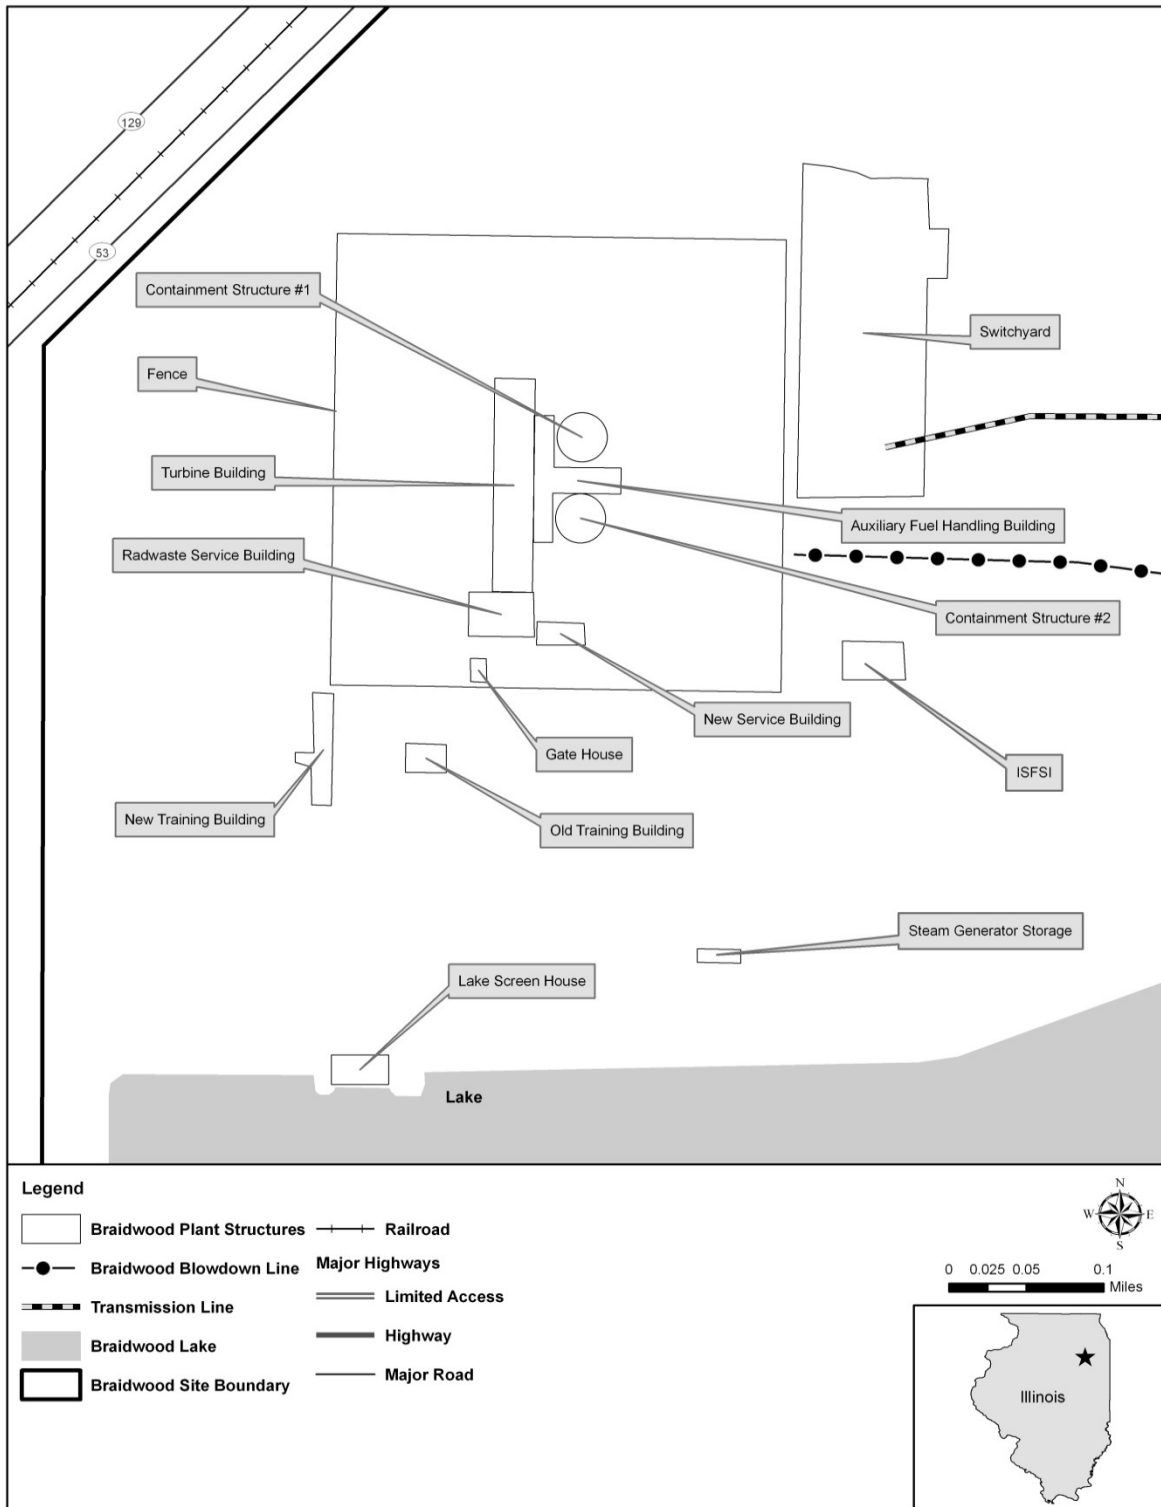 129
53
Containment Structure #1
Switchyard
Fence
Turbine Building
Auxiliary Fuel Handling Building
Radwaste Service Building
Containment Structure #2
New Service Building
Gate House
ISFSI
New Training Building
Old Training Building
Steam Generator Storage
Lake Screen House
Lake
Legend
Braidwood Plant Structures
Braidwood Blowdown Line
Transmission Line
Braidwood Lake
Braidwood Site Boundary
Railroad
Major Highways
Limited Access
Highway
Major Road
N
W E
S
0 0.025 0.05 0.1
Miles
Illinois